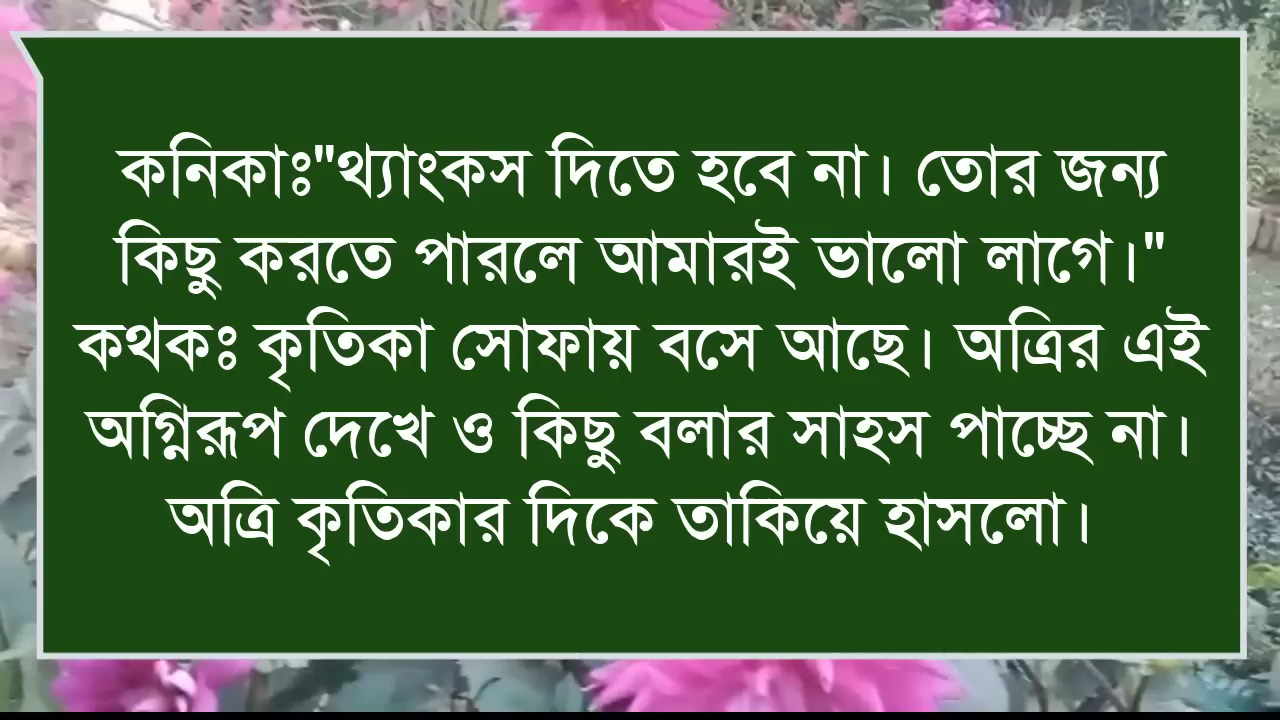 কনিকাঃ"থ্যাংকস দিতে হবে না। তোর জন্য
কিছু করতে পারলে আমারই ভালো লাগে।"
কথকঃ কৃতিকা সোফায় বসে আছে। অত্রির এই
অগ্নিরূপ দেখে ও কিছু বলার সাহস পাচ্ছে না।
অত্রি কৃতিকার দিকে তাকিয়ে হাসলো।